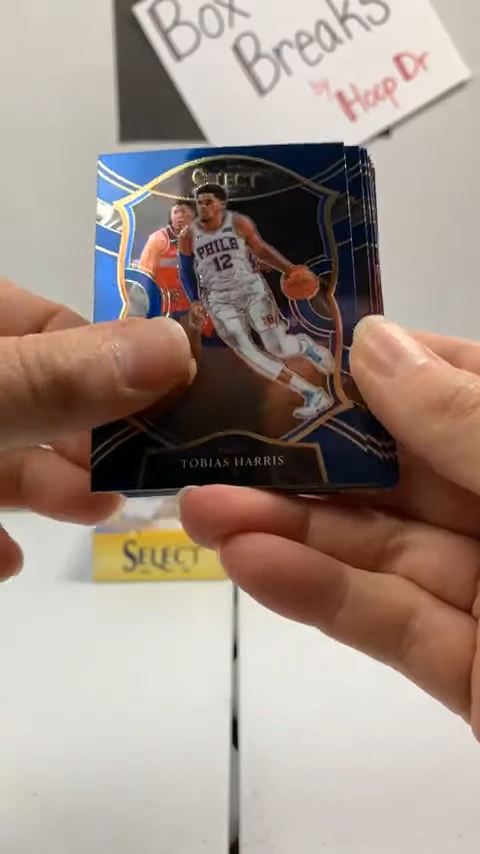 Box
Breaks
by Hoop Dr
SELECT
PHILA
12
TOBIAS HARRIS
SELECT